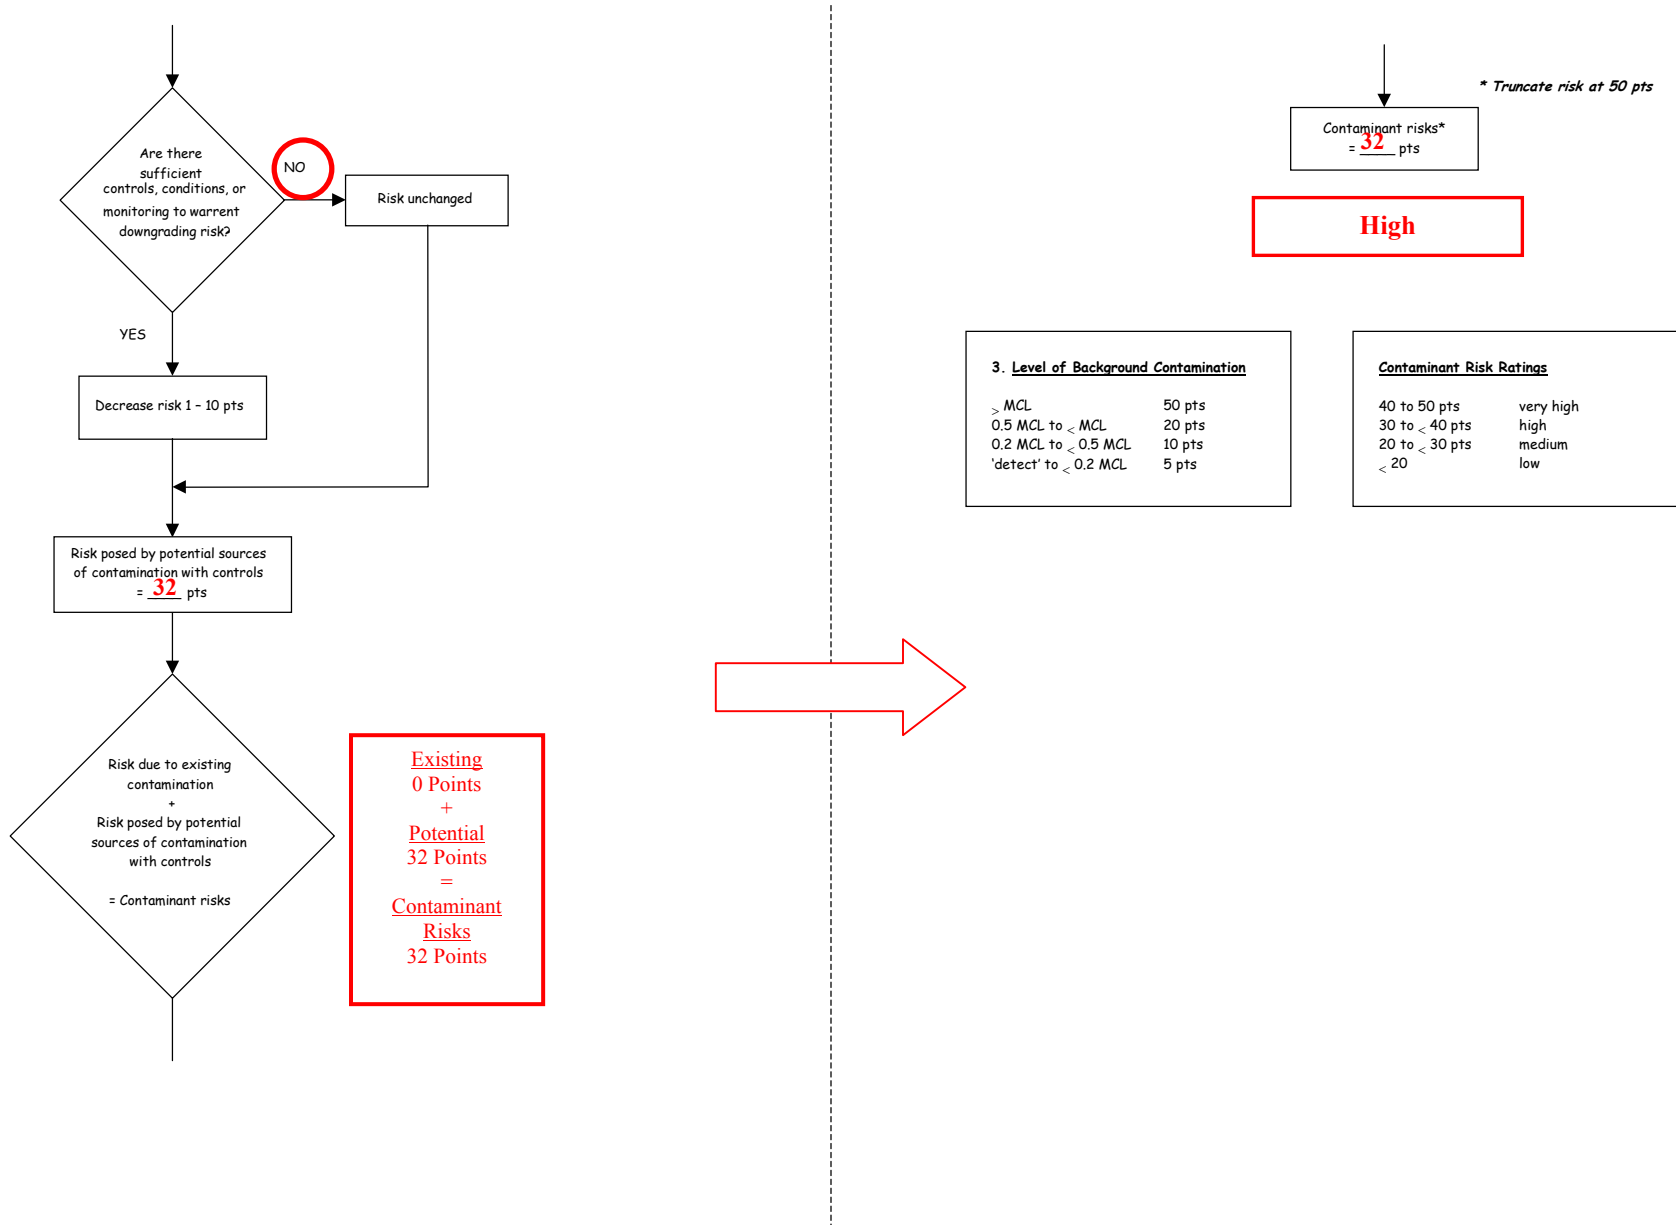 Are there
sufficient
controls, conditions, or
monitoring to warrent
downgrading risk?
NO
Risk unchanged
YES
Decrease risk 1 – 10 pts
Risk posed by potential sources
of contamination with controls
= 32 pts
Risk due to existing
contamination
+
Risk posed by potential
sources of contamination
with controls
= Contaminant risks
Existing
0 Points
+
Potential
32 Points
=
Contaminant
Risks
32 Points
* Truncate risk at 50 pts
Contaminant risks*
= 32 pts
High
3. Level of Background Contamination
> MCL 50 pts
0.5 MCL to < MCL 20 pts
0.2 MCL to < 0.5 MCL 10 pts
'detect' to < 0.2 MCL 5 pts
Contaminant Risk Ratings
40 to 50 pts very high
30 to < 40 pts high
20 to < 30 pts medium
< 20 low